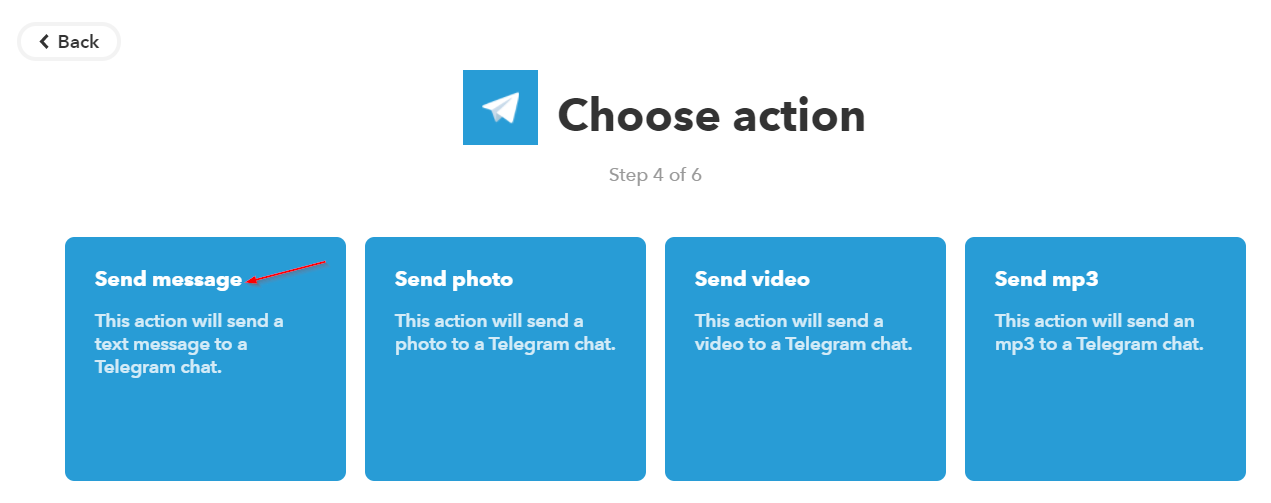 Back
Choose action
Step 4 of 6
Send message
This action will send a
text message to a
Telegram chat.
Send photo
This action will send a
photo to a Telegram chat.
Send video
This action will send a
video to a Telegram chat.
Send mp3
This action will send an
mp3 to a Telegram chat.